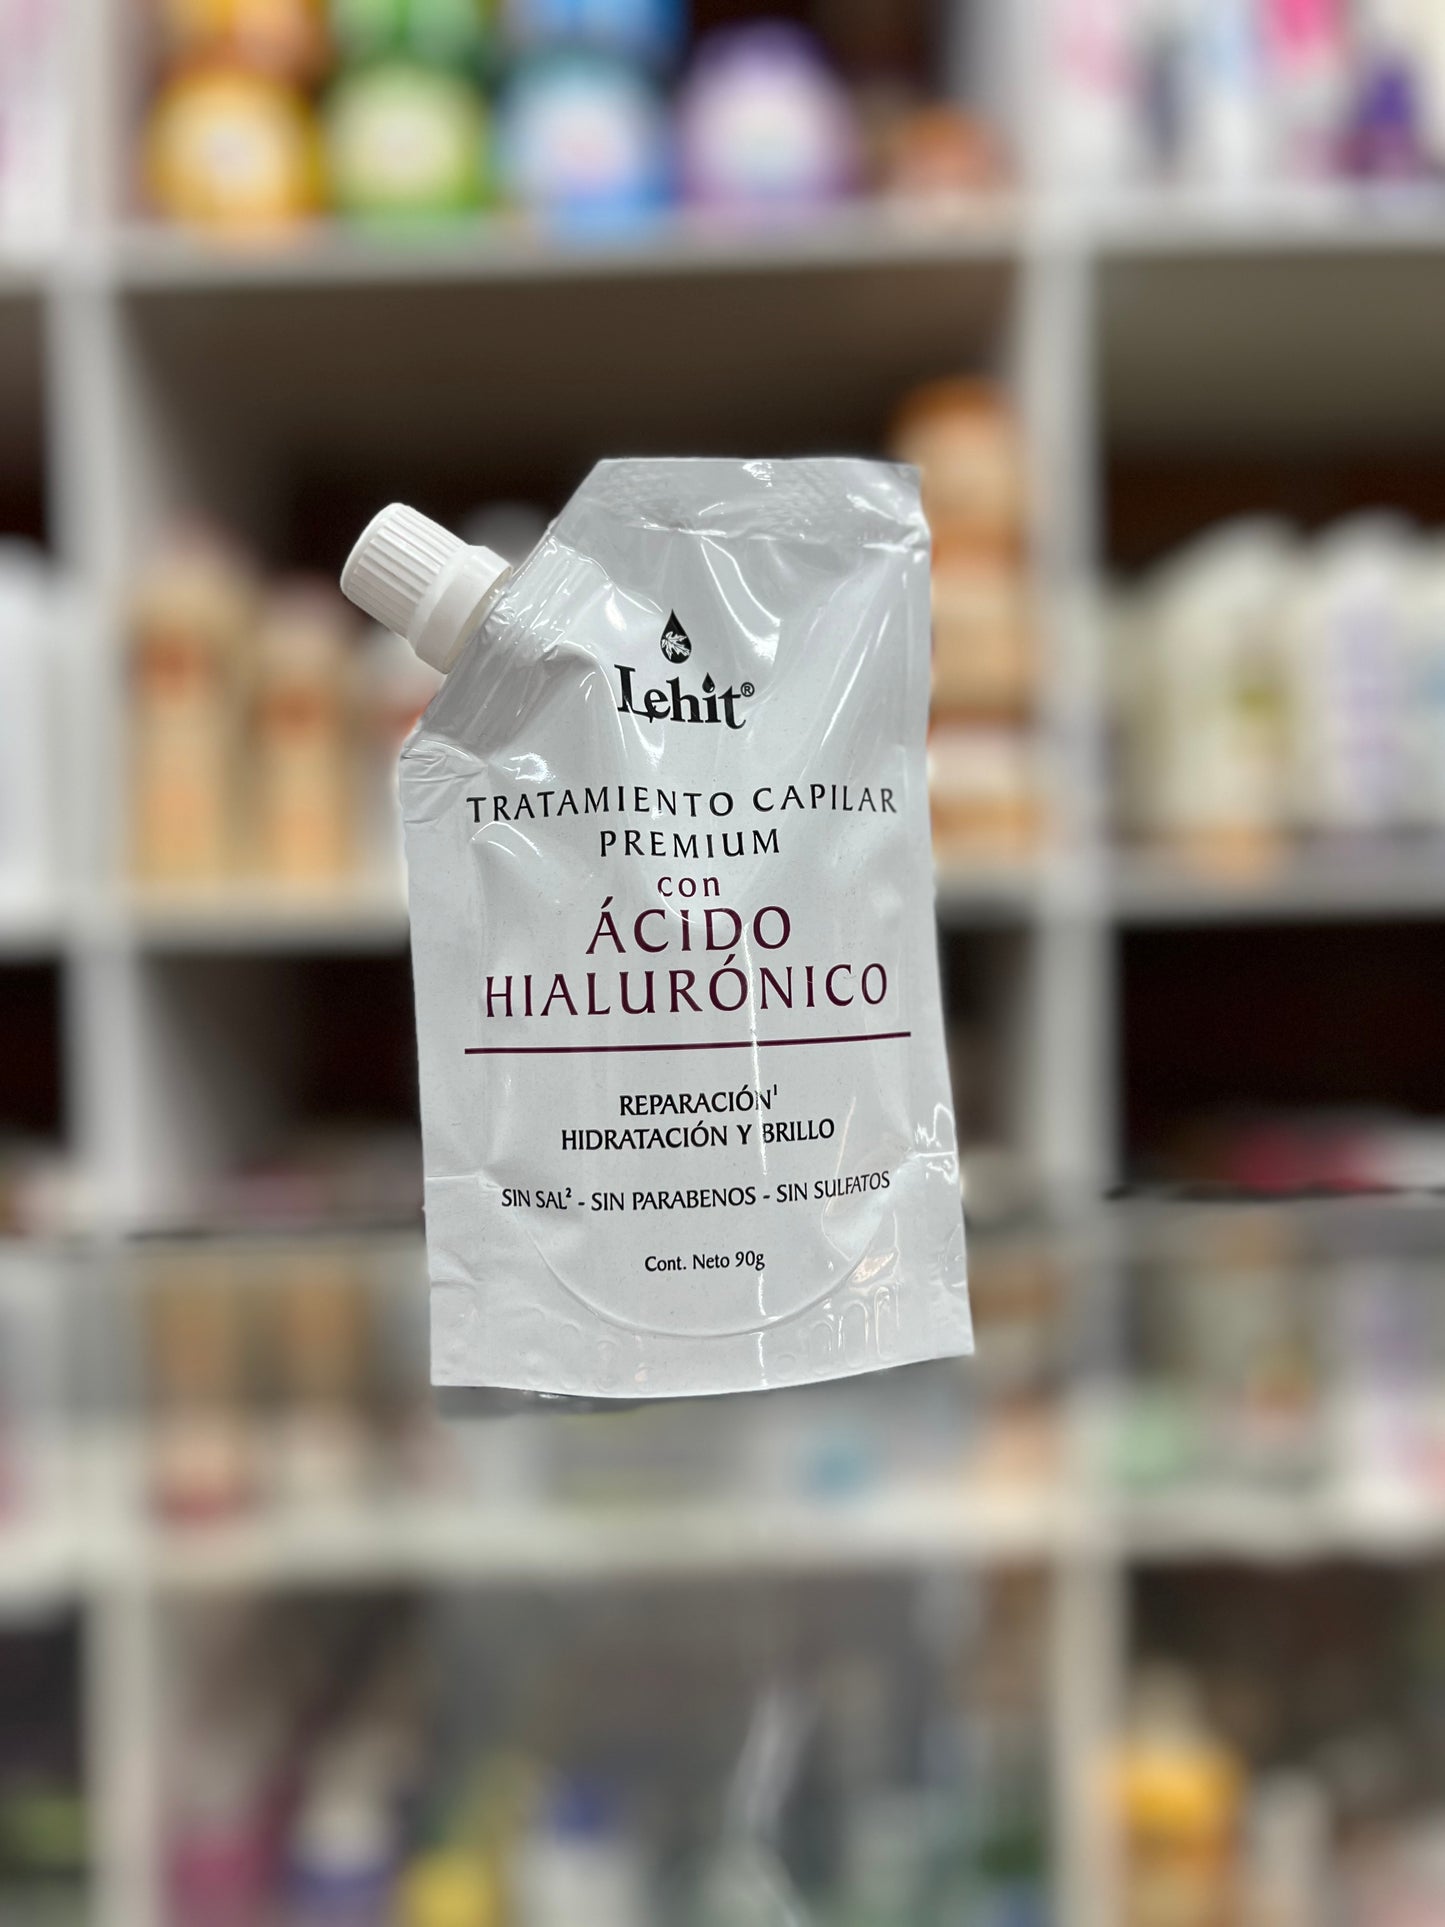 Lehit®
TRATAMIENTO CAPILAR
PREMIUM
con
ÁCIDO
HIALURÓNICO
REPARACIÓN¹
HIDRATACIÓN Y BRILLO
SIN SAL² - SIN PARABENOS - SIN SULFATOS
Cont. Neto 90g